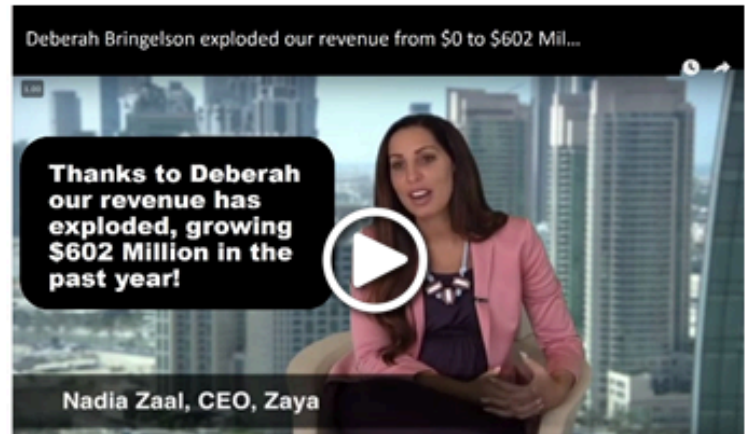 Deberah Bringelson exploded our revenue from $0 to $602 Mil...
Thanks to Deberah
our revenue has
exploded, growing
$602 Million in the
past year!
Nadia Zaal, CEO, Zaya